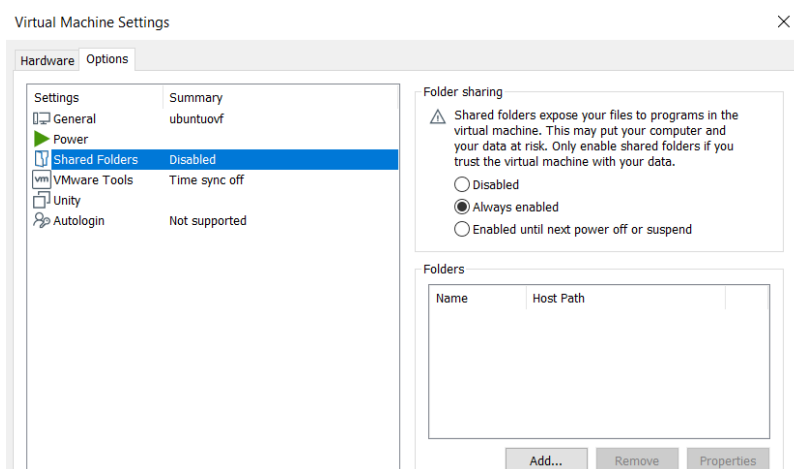 Virtual Machine Settings
Hardware Options
Settings Summary
General ubuntuovf
Power
Shared Folders Disabled
vm VMware Tools Time sync off
Unity
Autologin Not supported
Folder sharing
Shared folders expose your files to programs in the
virtual machine. This may put your computer and
your data at risk. Only enable shared folders if you
trust the virtual machine with your data.
Disabled
Always enabled
Enabled until next power off or suspend
Folders
Name Host Path
Add... Remove Properties